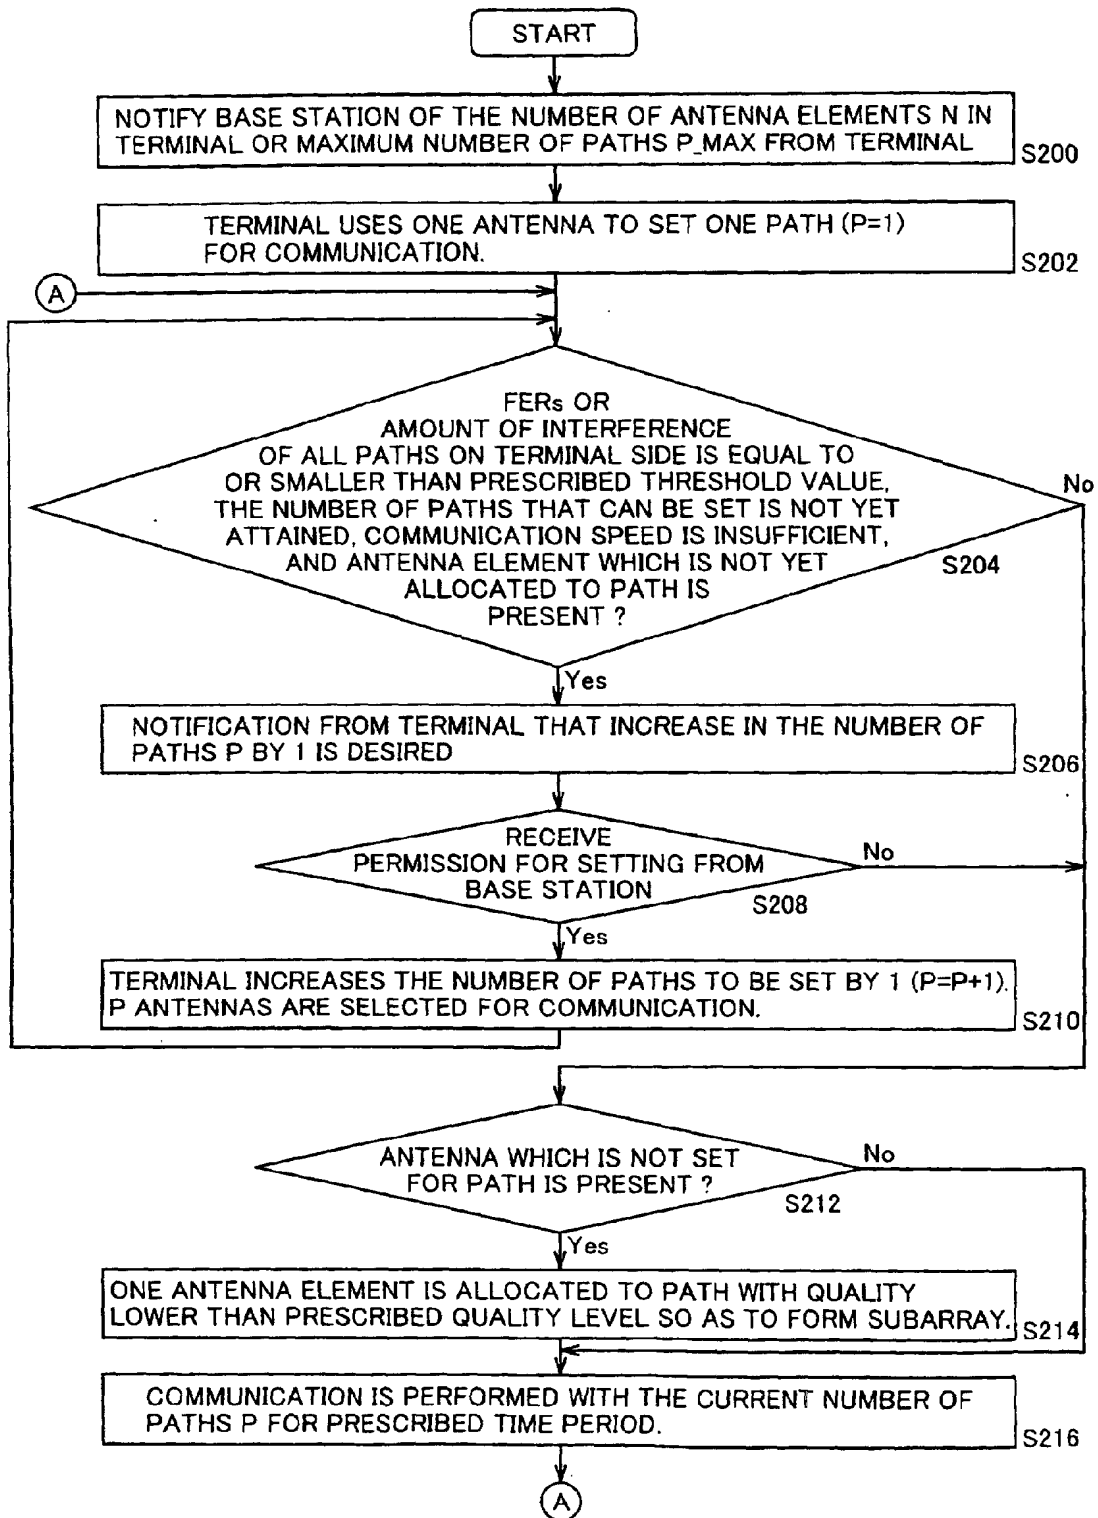 START
NOTIFY BASE STATION OF THE NUMBER OF ANTENNA ELEMENTS N IN
TERMINAL OR MAXIMUM NUMBER OF PATHS P_MAX FROM TERMINAL
S200
TERMINAL USES ONE ANTENNA TO SET ONE PATH (P=1)
FOR COMMUNICATION.
S202
A
FERs OR
AMOUNT OF INTERFERENCE
OF ALL PATHS ON TERMINAL SIDE IS EQUAL TO
OR SMALLER THAN PRESCRIBED THRESHOLD VALUE,
THE NUMBER OF PATHS THAT CAN BE SET IS NOT YET
ATTAINED, COMMUNICATION SPEED IS INSUFFICIENT,
AND ANTENNA ELEMENT WHICH IS NOT YET
ALLOCATED TO PATH IS
PRESENT ?
No
S204
Yes
NOTIFICATION FROM TERMINAL THAT INCREASE IN THE NUMBER OF
PATHS P BY 1 IS DESIRED
S206
RECEIVE
PERMISSION FOR SETTING FROM
BASE STATION
No
S208
Yes
TERMINAL INCREASES THE NUMBER OF PATHS TO BE SET BY 1 (P=P+1).
P ANTENNAS ARE SELECTED FOR COMMUNICATION.
S210
ANTENNA WHICH IS NOT SET
FOR PATH IS PRESENT ?
No
S212
Yes
ONE ANTENNA ELEMENT IS ALLOCATED TO PATH WITH QUALITY
LOWER THAN PRESCRIBED QUALITY LEVEL SO AS TO FORM SUBARRAY.
S214
COMMUNICATION IS PERFORMED WITH THE CURRENT NUMBER OF
PATHS P FOR PRESCRIBED TIME PERIOD.
S216
A